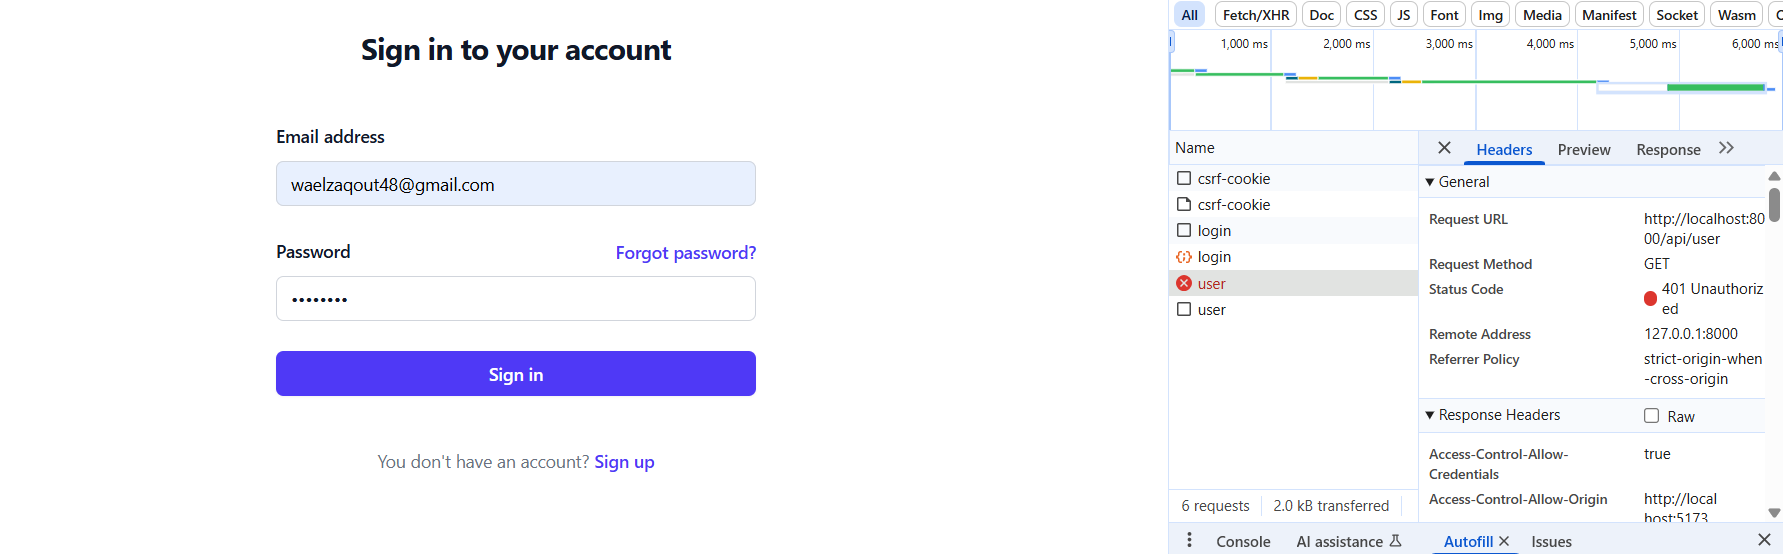 Sign in to your account
Email address
waelzaqout48@gmail.com
Password
Forgot password?
••••••••
Sign in
You don't have an account? Sign up
All
Fetch/XHR
Doc
CSS
JS
Font
Img
Media
Manifest
Socket
Wasm
1,000 ms
2,000 ms
3,000 ms
4,000 ms
5,000 ms
6,000 ms
Name
csrf-cookie
csrf-cookie
login
login
user
user
6 requests
2.0 kB transferred
Headers
Preview
Response
General
Request URL
http://localhost:80
00/api/user
Request Method
GET
Status Code
401 Unauthoriz
ed
Remote Address
127.0.0.1:8000
Referrer Policy
strict-origin-when
-cross-origin
Response Headers
Raw
Access-Control-Allow-
Credentials
true
Access-Control-Allow-Origin
http://local
host:5173
Console
AI assistance
Autofill
Issues